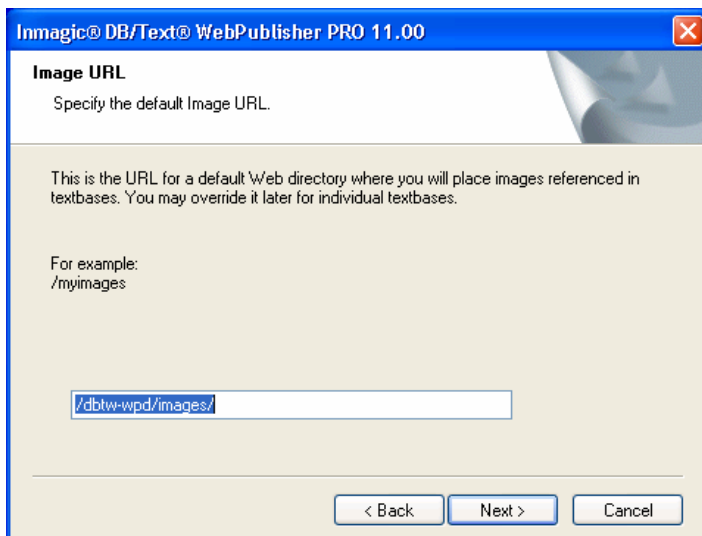 Inmagic® DB/Text® WebPublisher PRO 11.00
Image URL
Specify the default Image URL.
This is the URL for a default Web directory where you will place images referenced in
textbases. You may override it later for individual textbases.
For example:
/myimages
/dbtw-wpd/images/
< Back
Next >
Cancel